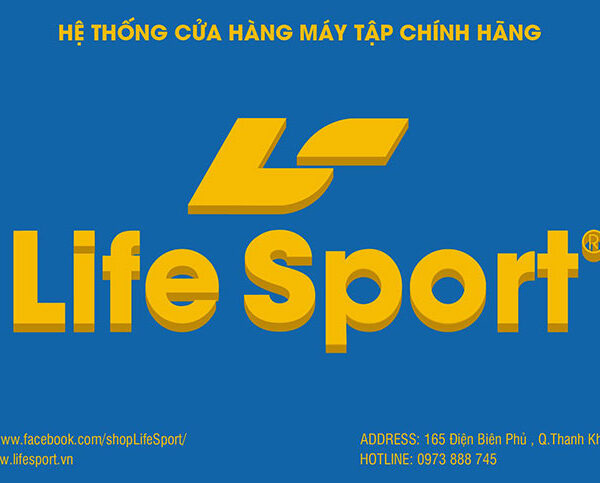 HỆ THỐNG CỬA HÀNG MÁY TẬP CHÍNH HÃNG
Life Sport®
www.facebook.com/shopLifeSport/
www.lifesport.vn
ADDRESS: 165 Điện Biên Phủ , Q.Thanh
HOTLINE: 0973 888 745